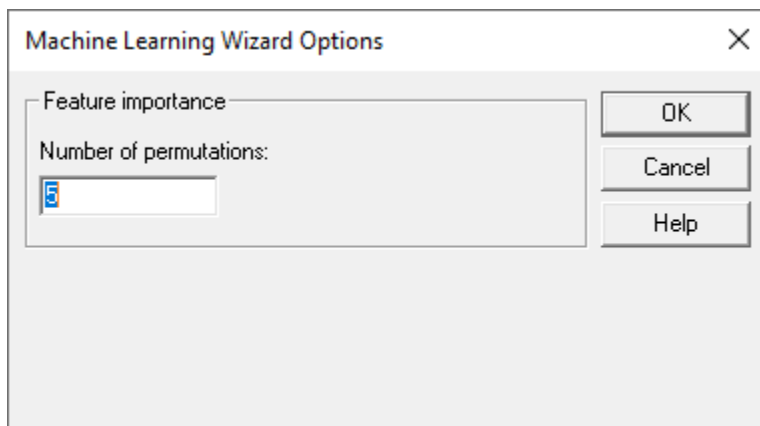 Machine Learning Wizard Options
Feature importance
Number of permutations:
5
OK
Cancel
Help